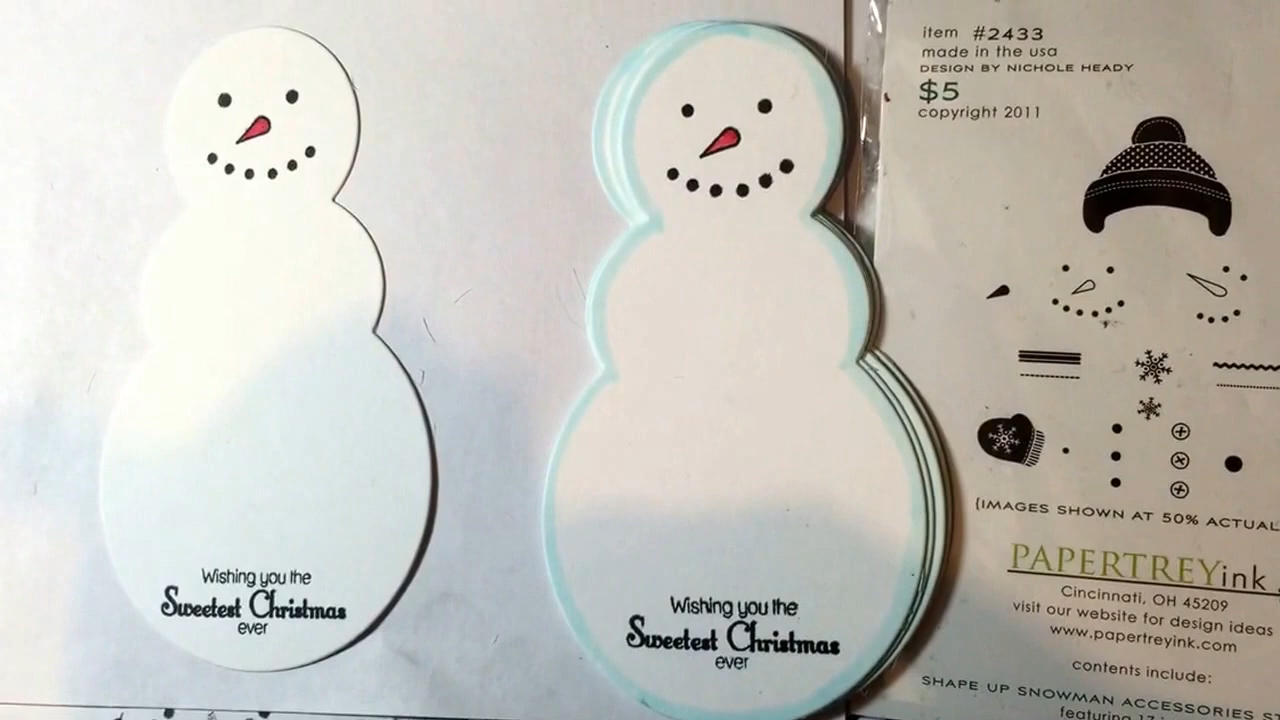 Wishing you the
Sweetest Christmas
ever
Wishing you the
Sweetest Christmas
ever
item #2433
made in the usa
DESIGN BY NICHOLE HEADY
$5
copyright 2011
(IMAGES SHOWN AT 50% ACTUAL
PAPERTREYink
Cincinnati, OH 45209
visit our website for design ideas
www.papertreyink.com
contents include:
SHAPE UP SNOWMAN ACCESSORIES
featuring